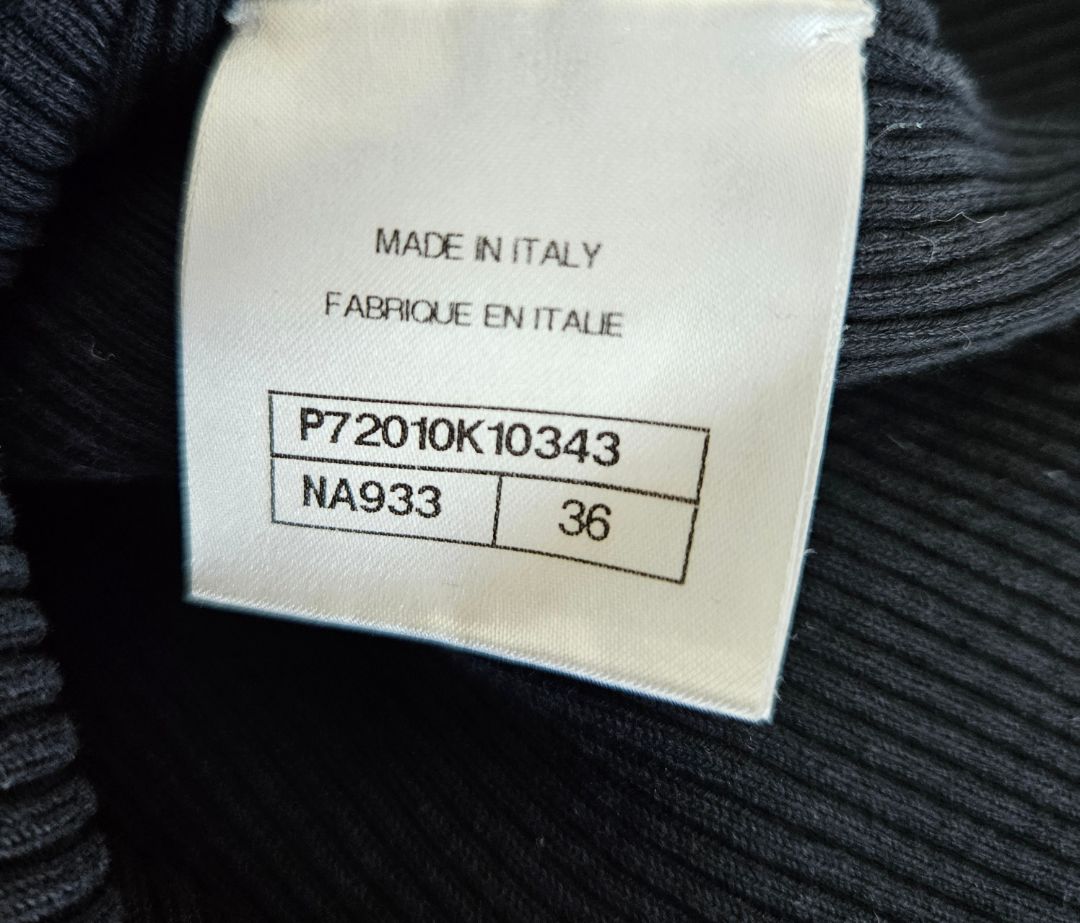 MADE IN ITALY
FABRIQUE EN ITALIE
P72010K10343
NA933 36